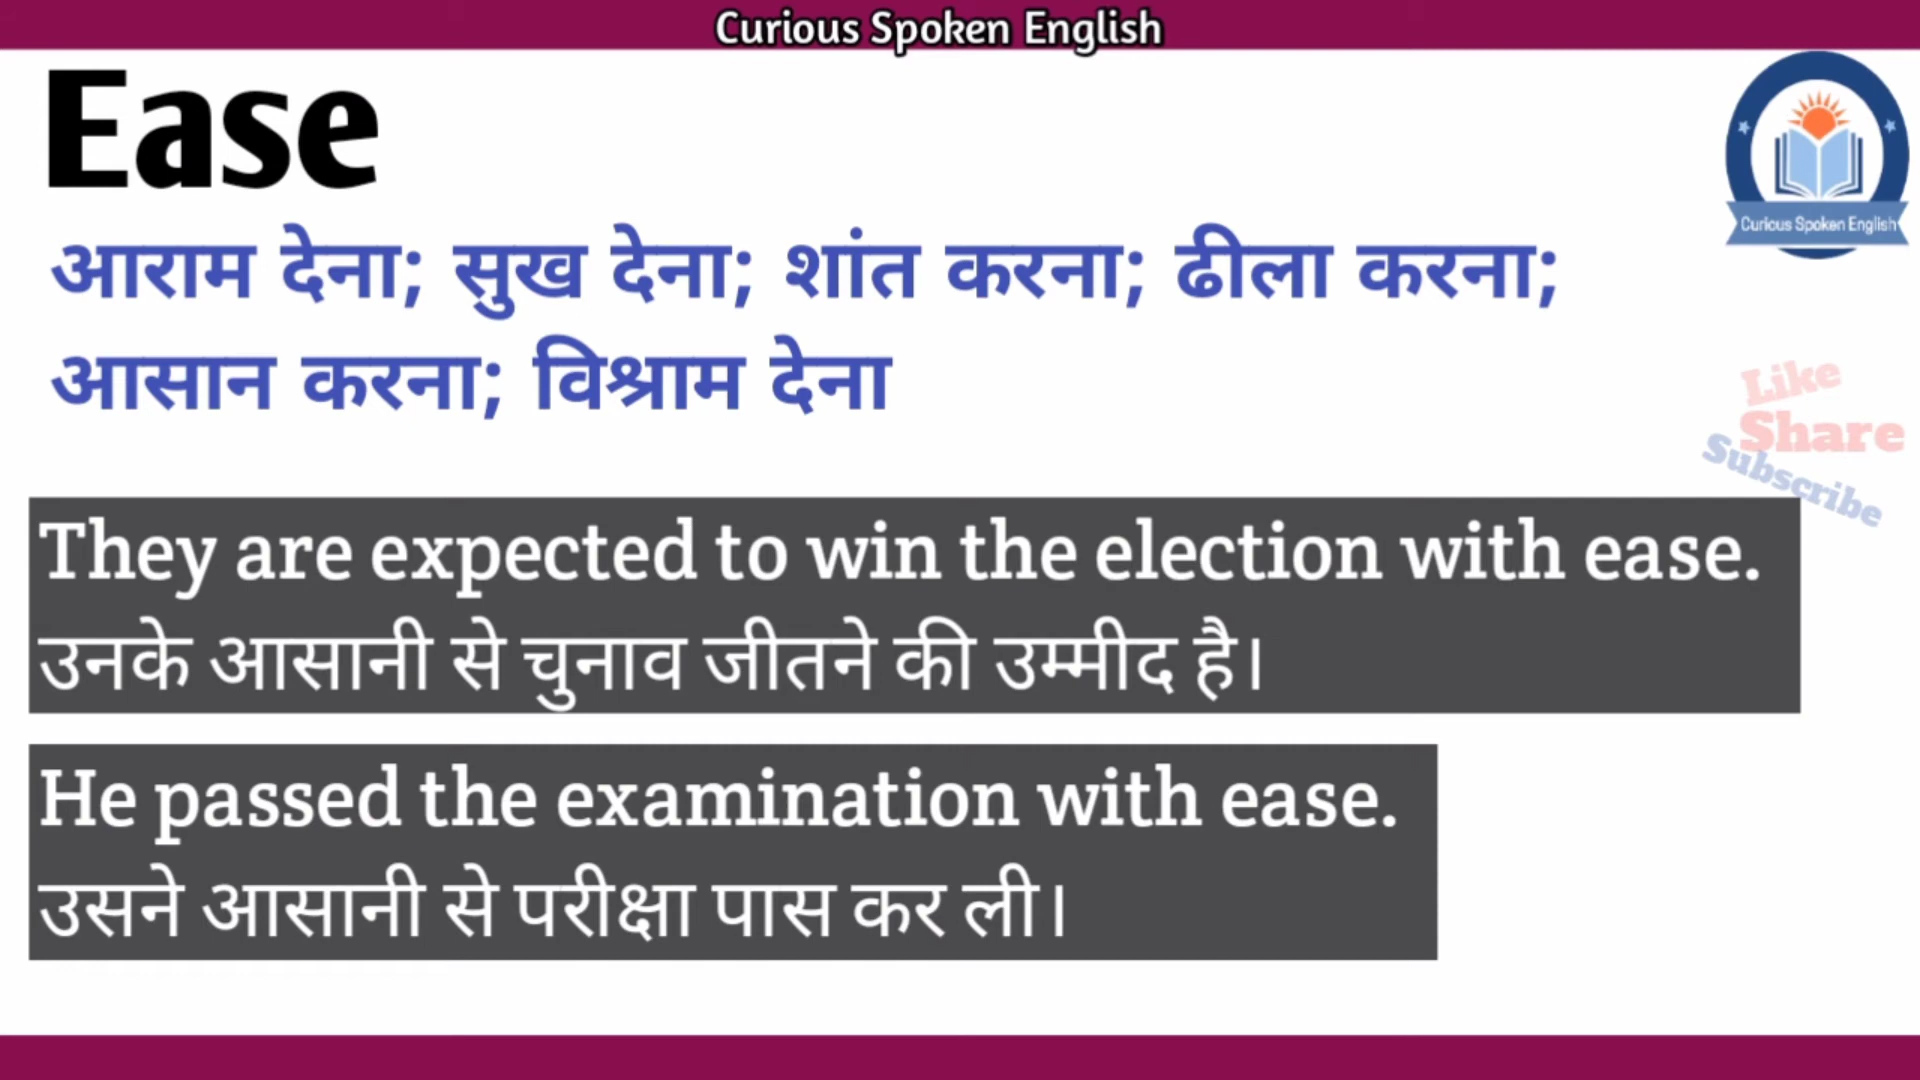 Curious Spoken English
Ease
Curious Spoken English
आराम देना; सुख देना; शांत करना; ढीला करना;
आसान करना; विश्राम देना
Like
Share
Subscribe
They are expected to win the election with ease.
उनके आसानी से चुनाव जीतने की उम्मीद है।
He passed the examination with ease.
उसने आसानी से परीक्षा पास कर ली।